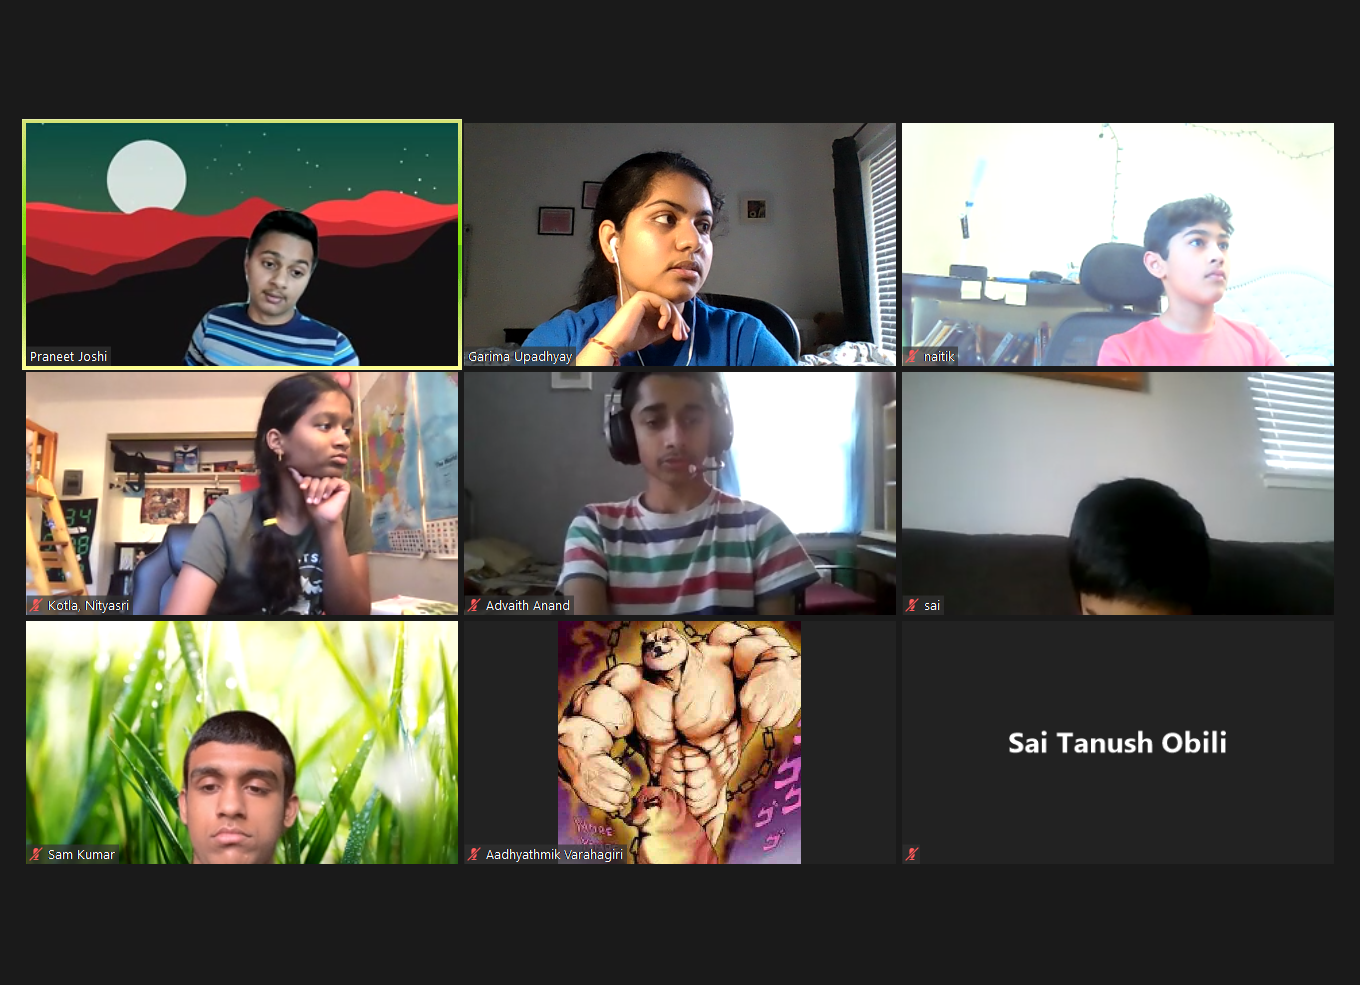 Praneet Joshi
Garima Upadhyay
naitik
Kotla, Nityasri
Advaith Anand
sai
Sam Kumar
Aadhyathmik Varahagiri
Sai Tanush Obili